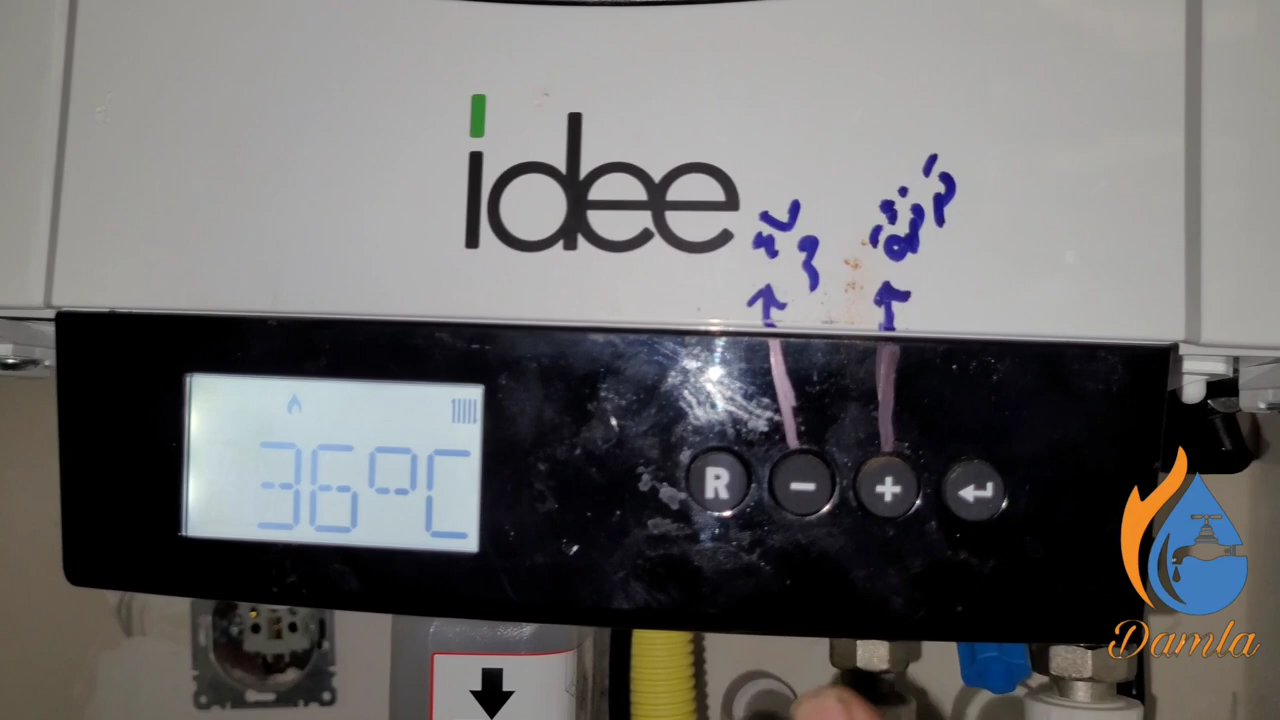 idee
36°C
R − + ↵
Damla